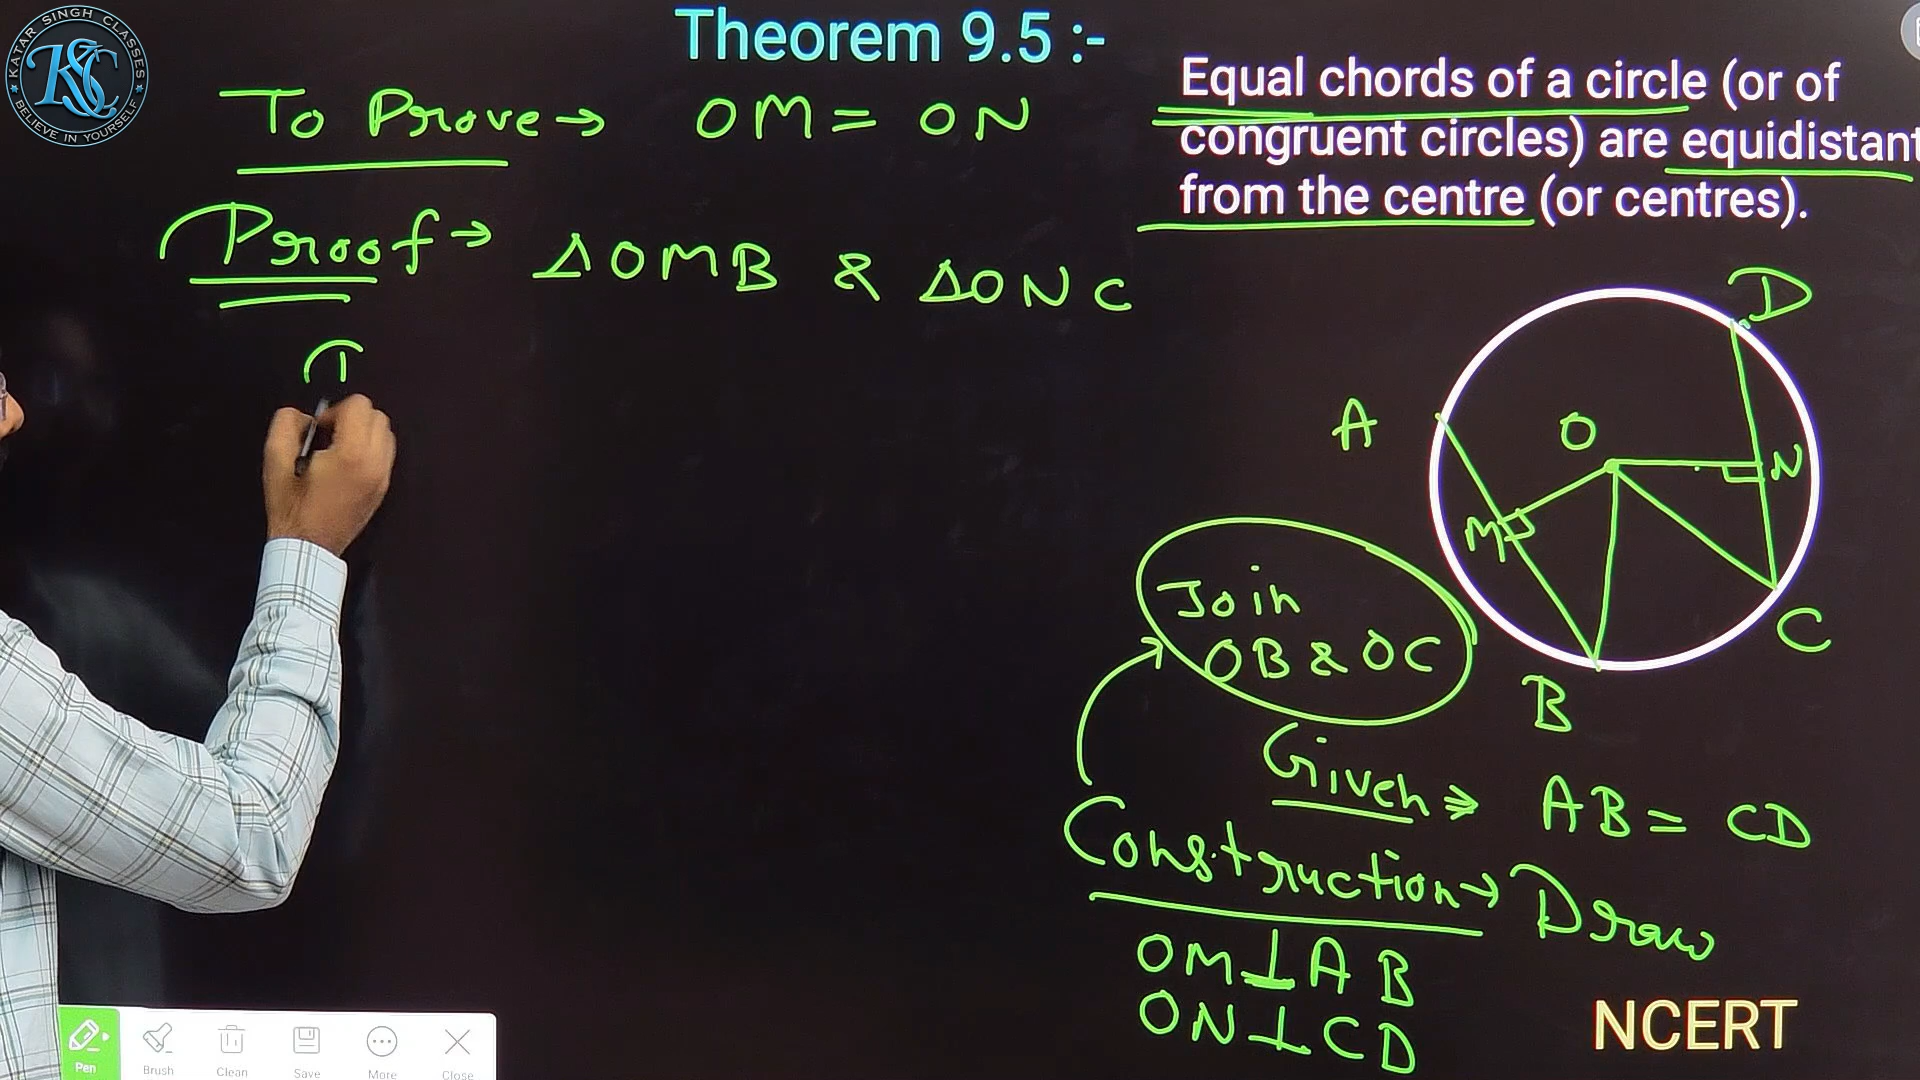 KATAR SINGH CLASSES
KSC
BELIEVE IN YOURSELF
Theorem 9.5 :-
Equal chords of a circle (or of
congruent circles) are equidistant
from the centre (or centres).
To Prove → OM = ON
Proof → ΔOMB & ΔONC
D
A
O
N
M
C
B
Join
OB & OC
Given ⇒ AB = CD
Construction → Draw
OM ⊥ AB
ON ⊥ CD
NCERT
Pen
Brush
Clean
Save
More
Close